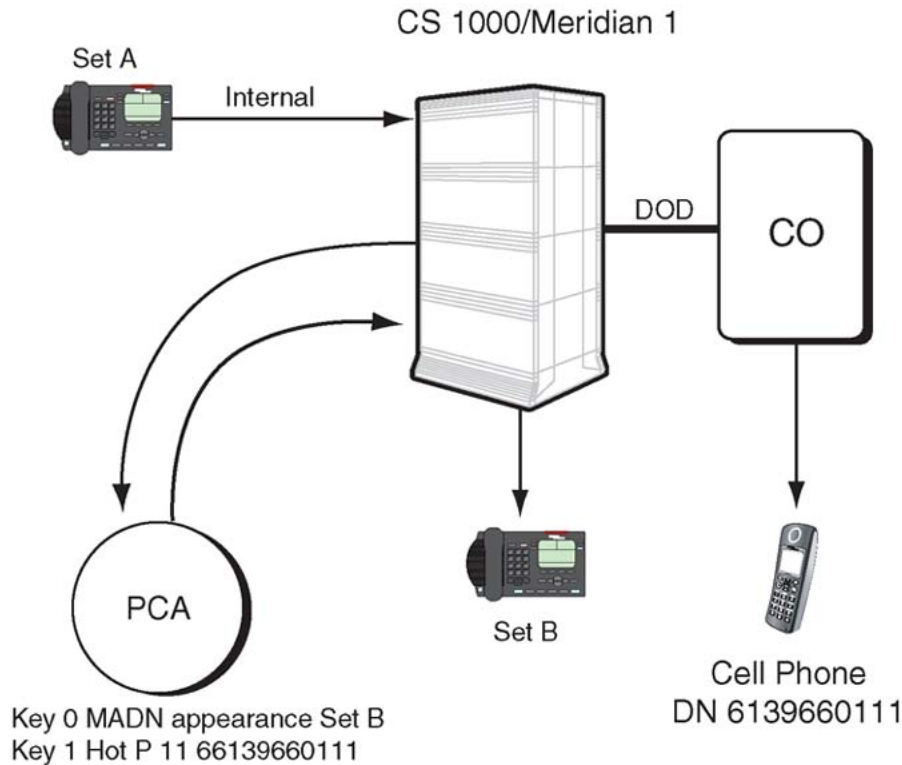 CS 1000/Meridian 1
Set A
Internal
DOD
CO
PCA
Set B
Cell Phone
DN 6139660111
Key 0 MADN appearance Set B
Key 1 Hot P 11 66139660111